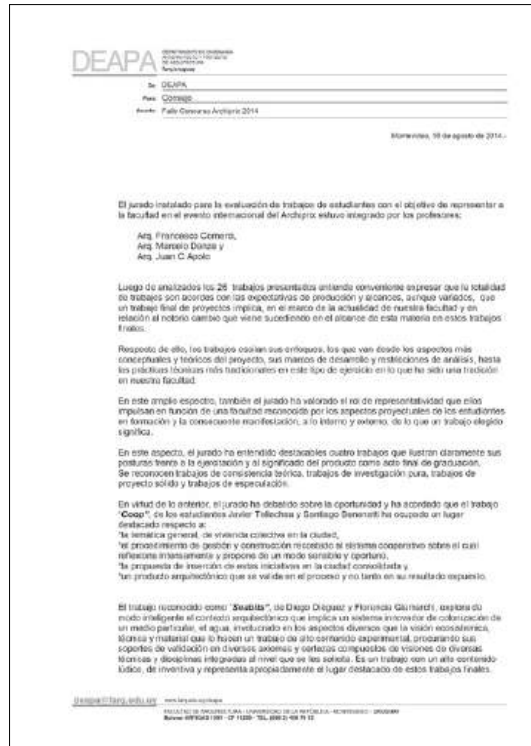 DEAPA
DEPARTAMENTO DE ENSEÑANZA
DE ARQUITECTURA
De DEAPA
Para Consejo
Asunto Fallo Concurso Archiprix 2014
Montevideo, de agosto de 2014.-
El jurado instalado para la evaluación de trabajos de estudiantes con el objetivo de representar a
la facultad en el evento internacional del Archiprix estuvo integrado por los profesores:
Arq. Francesco Comerci,
Arq. Marcelo Danza y
Arq. Juan C Apolo
Luego de analizados los 26 trabajos presentados entiende conveniente expresar que la totalidad
de trabajos son acordes con las expectativas de producción y alcances, aunque variados, que
un trabajo final de proyectos implica, en el marco de la actualidad de nuestra facultad y en
relación al notorio cambio que viene sucediendo en el alcance de esta materia en estos trabajos
finales.
Respecto de ello, los trabajos oscilan sus enfoques, los que van desde los aspectos más
conceptuales y teóricos del proyecto, sus marcos de desarrollo y restricciones de análisis, hasta
las prácticas técnicas más tradicionales en este tipo de ejercicio en lo que ha sido una tradición
en nuestra facultad.
En este amplio espectro, también el jurado ha valorado el rol de representatividad que ellos
impulsan en función de una facultad reconocida por los aspectos proyectuales de los estudiantes
en formación y la consecuente manifestación, a lo interno y externo, de lo que un trabajo elegido
significa.
En este aspecto, el jurado ha entendido destacables cuatro trabajos que ilustran claramente sus
posturas frente a la ejercitación y al significado del producto como acto final de graduación.
Se reconocen trabajos de consistencia teórica, trabajos de investigación pura, trabajos de
proyecto sólido y trabajos de especulación.
En virtud de lo anterior, el jurado ha debatido sobre la oportunidad y ha acordado que el trabajo
"Coop", de los estudiantes Javier Tellechea y Santiago Benenatti ha ocupado un lugar
destacado respecto a:
*la temática general, de vivienda colectiva en la ciudad,
*el procedimiento de gestión y construcción rescatado al sistema cooperativo sobre el cual
reflexiona intensamente y propone de un modo sensible y oportuno,
*la propuesta de inserción de estas iniciativas en la ciudad consolidada y
*un producto arquitectónico que se valida en el proceso y no tanto en su resultado expuesto.
El trabajo reconocido como "Seabits", de Diego Dieguez y Florencia Giumarchi, explora de
modo inteligente el contexto arquitectónico que implica un sistema innovador de colonización de
un medio particular, el agua, involucrado en los aspectos diversos que la visión ecosistémica,
técnica y material que lo hacen un trabajo de alto contenido experimental, procurando sus
soportes de validación en diversas axiomas y certezas compuestos de visiones de diversas
técnicas y disciplinas integradas al nivel que se les solicita. Es un trabajo con un alto contenido
lúdico, de inventiva y representa apropiadamente el lugar destacado de estos trabajos finales.
deapa@farq.edu.uy
www.farq.edu.uy/deapa
FACULTAD DE ARQUITECTURA - UNIVERSIDAD DE LA REPÚBLICA - MONTEVIDEO - URUGUAY